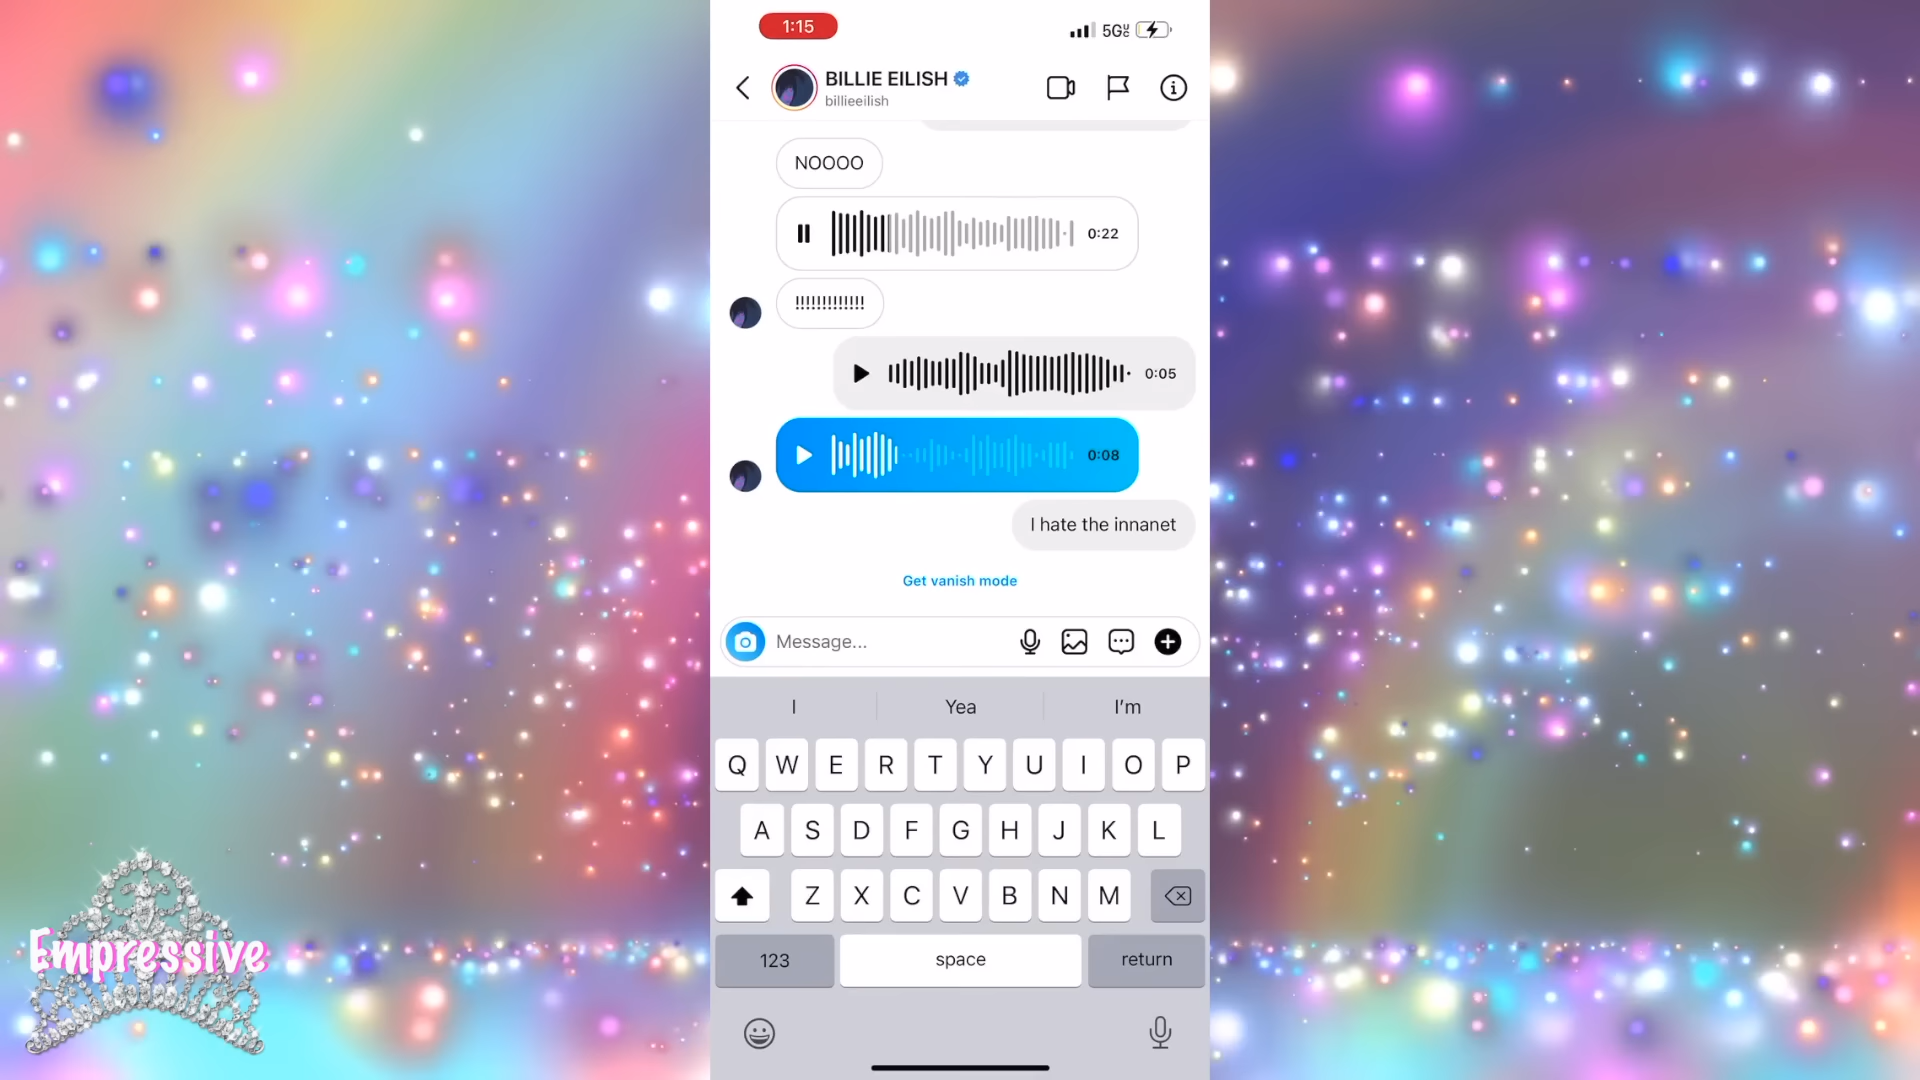 1:15
5G
BILLIE EILISH
billieeilish
NOOOO
0:22
!!!!!!!!!!!!!
0:05
0:08
I hate the innanet
Get vanish mode
Message...
I Yea I'm
Q W E R T Y U I O P
A S D F G H J K L
Z X C V B N M
123 space return
Empressive